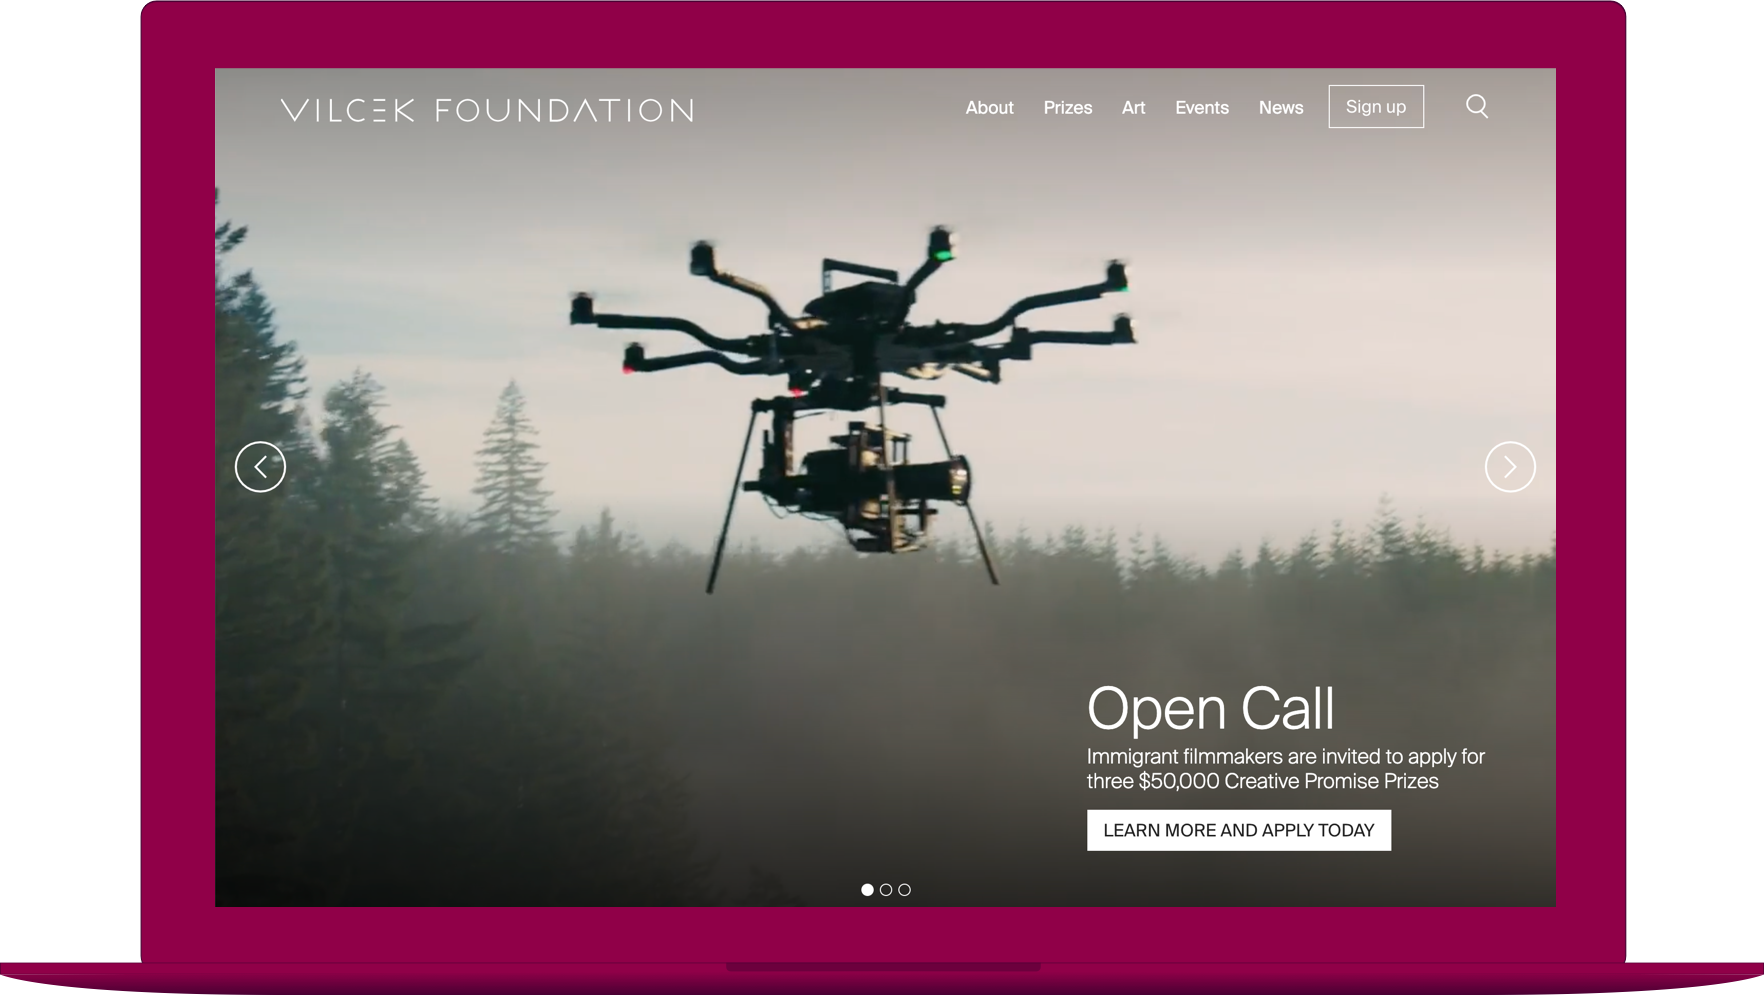 VILCEK FOUNDATION
About Prizes Art Events News Sign up
Open Call
Immigrant filmmakers are invited to apply for
three $50,000 Creative Promise Prizes
LEARN MORE AND APPLY TODAY